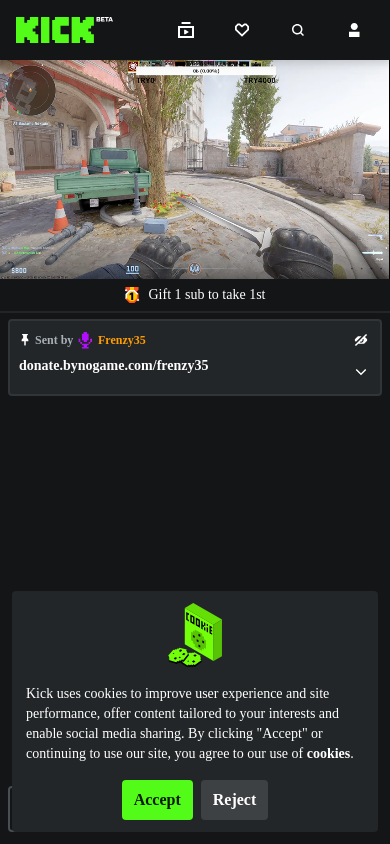 KICK BETA
0₺ (0.00%)
TRY0 TRY4000
$800
100
Gift 1 sub to take 1st
Sent by Frenzy35
donate.bynogame.com/frenzy35
COOKIE
Kick uses cookies to improve user experience and site
performance, offer content tailored to your interests and
enable social media sharing. By clicking "Accept" or
continuing to use our site, you agree to our use of cookies.
Accept Reject